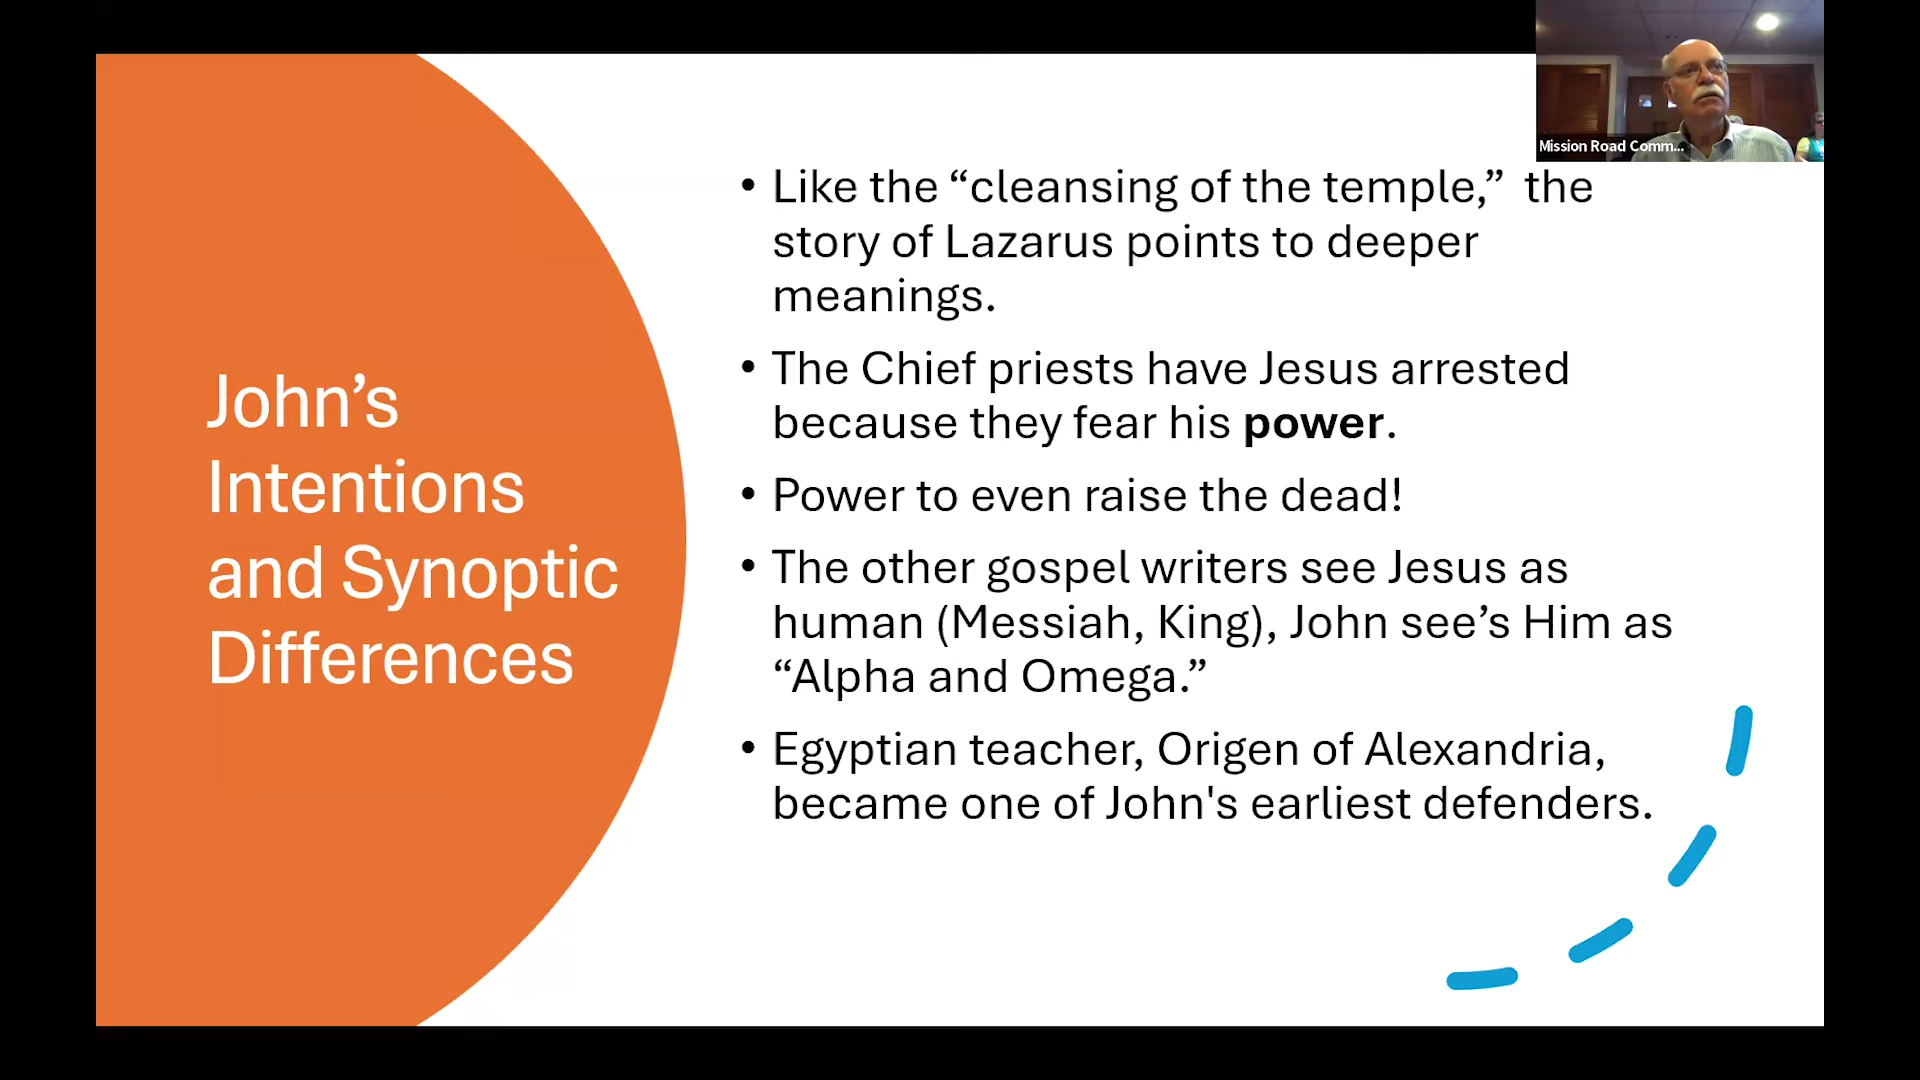 Mission Road Comm...
John’s
Intentions
and Synoptic
Differences
• Like the “cleansing of the temple,” the
story of Lazarus points to deeper
meanings.
• The Chief priests have Jesus arrested
because they fear his power.
• Power to even raise the dead!
• The other gospel writers see Jesus as
human (Messiah, King), John see’s Him as
“Alpha and Omega.”
• Egyptian teacher, Origen of Alexandria,
became one of John's earliest defenders.